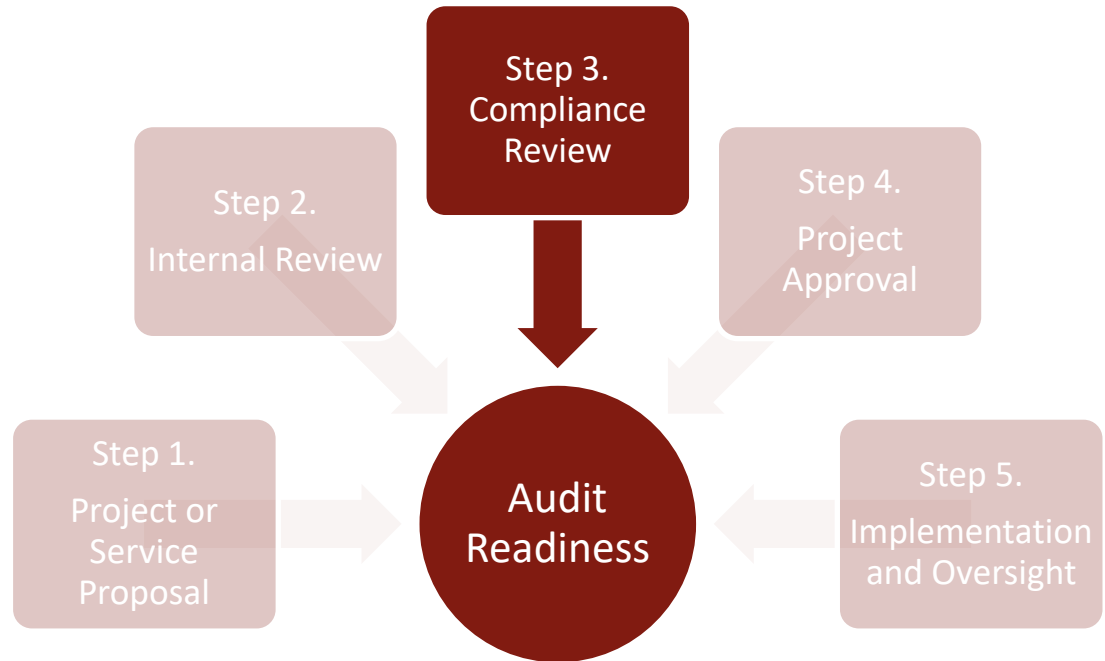 Step 1.
Project or
Service
Proposal
Step 2.
Internal Review
Step 3.
Compliance
Review
Step 4.
Project
Approval
Step 5.
Implementation
and Oversight
Audit
Readiness